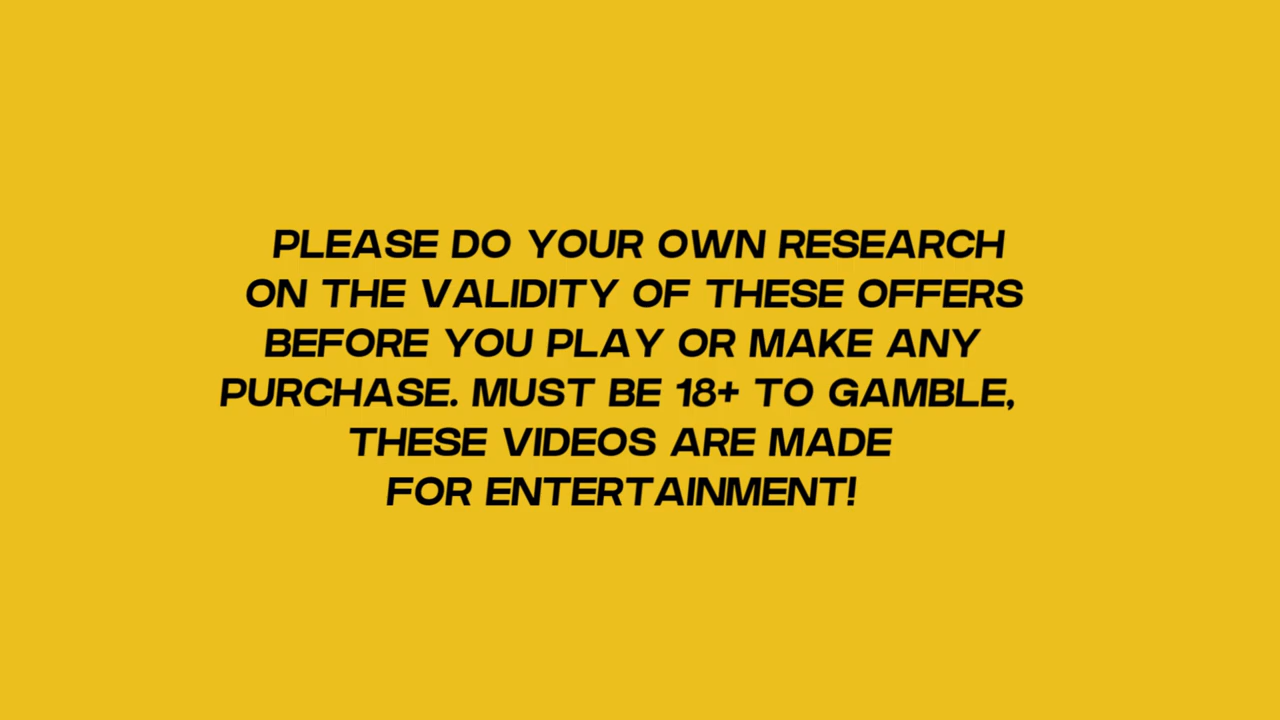 PLEASE DO YOUR OWN RESEARCH
ON THE VALIDITY OF THESE OFFERS
BEFORE YOU PLAY OR MAKE ANY
PURCHASE. MUST BE 18+ TO GAMBLE,
THESE VIDEOS ARE MADE
FOR ENTERTAINMENT!